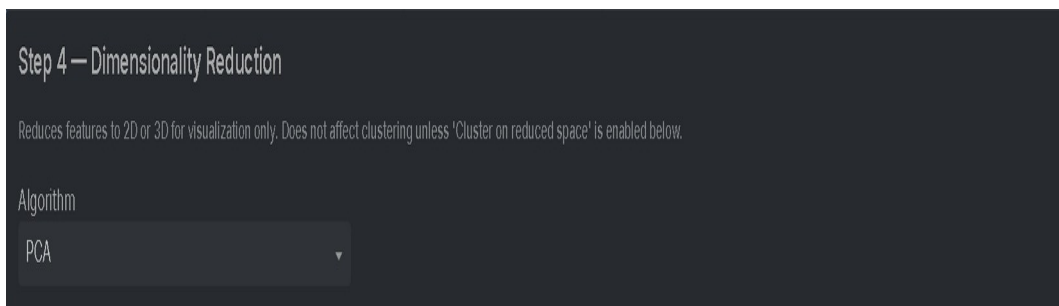 Step 4 — Dimensionality Reduction
Reduces features to 2D or 3D for visualization only. Does not affect clustering unless 'Cluster on reduced space' is enabled below.
Algorithm
PCA